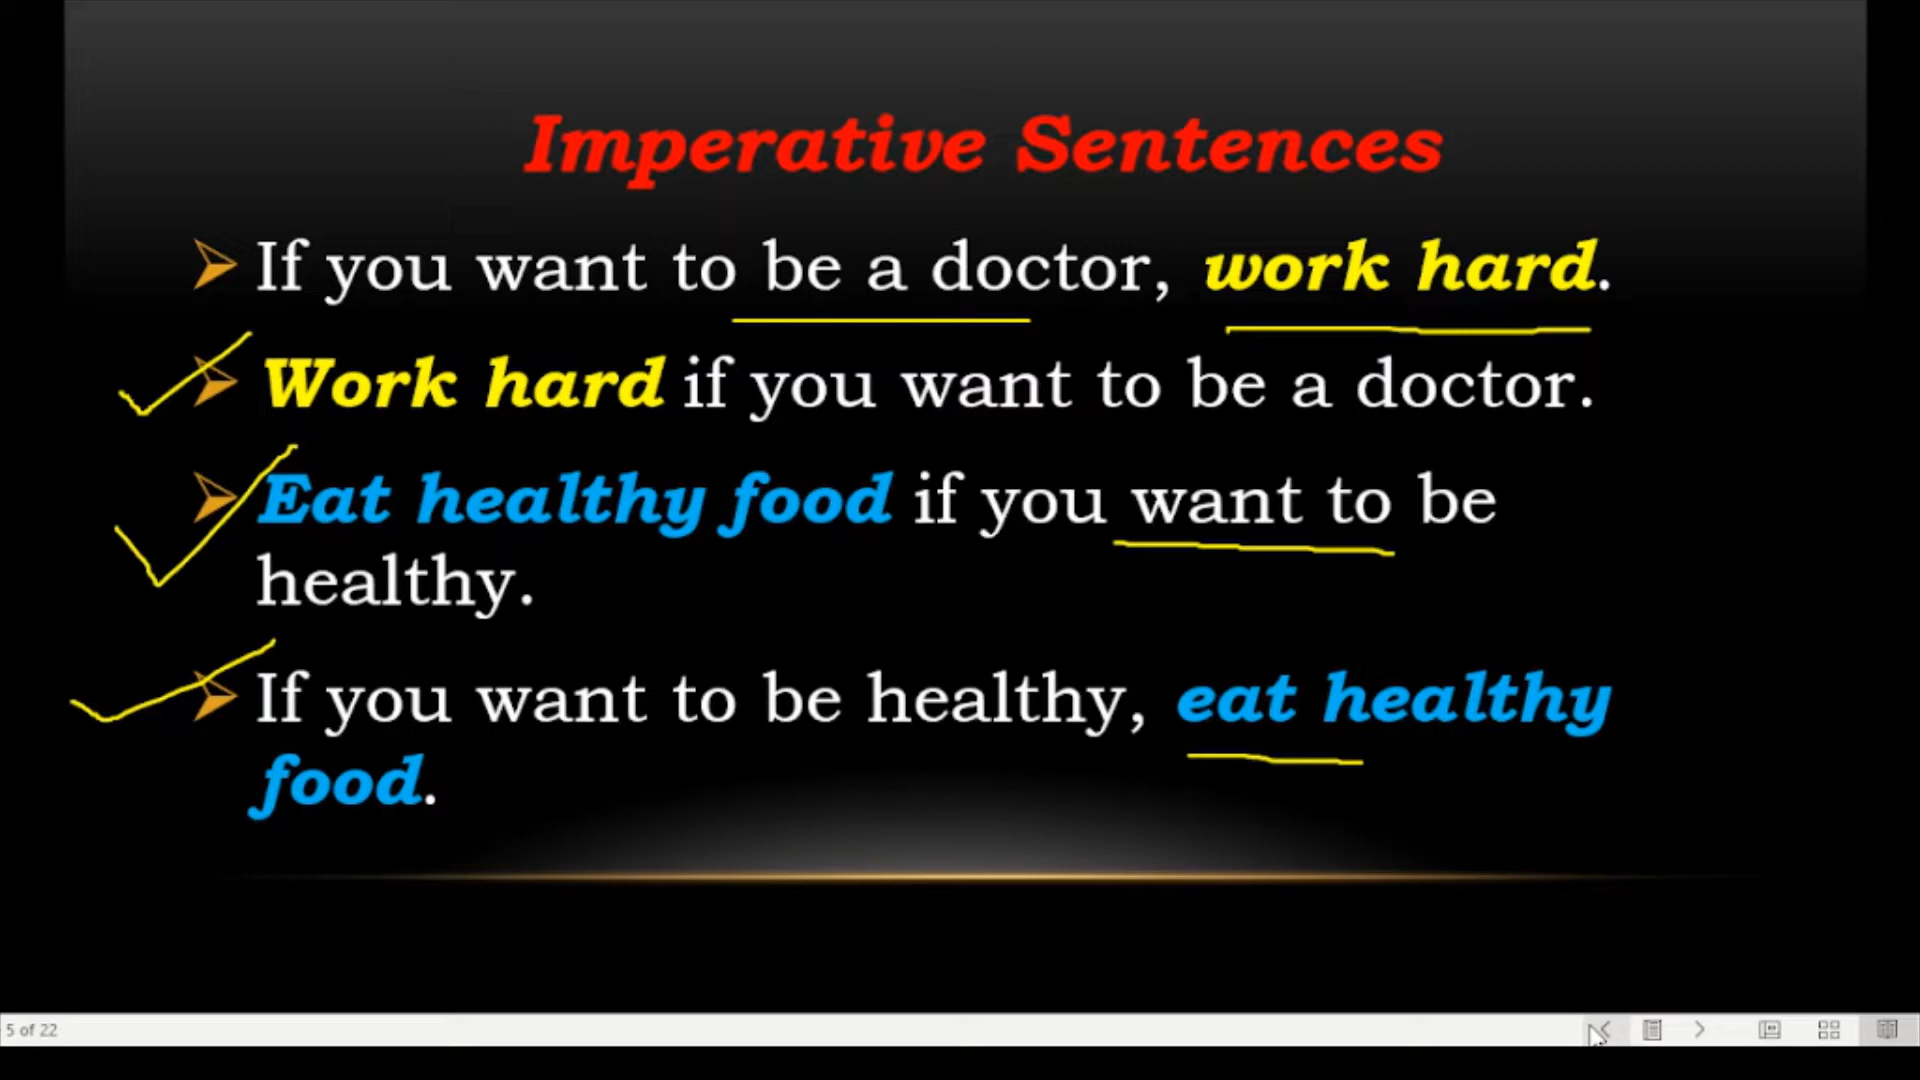 Imperative Sentences
If you want to be a doctor, work hard.
Work hard if you want to be a doctor.
Eat healthy food if you want to be
healthy.
If you want to be healthy, eat healthy
food.
5 of 22